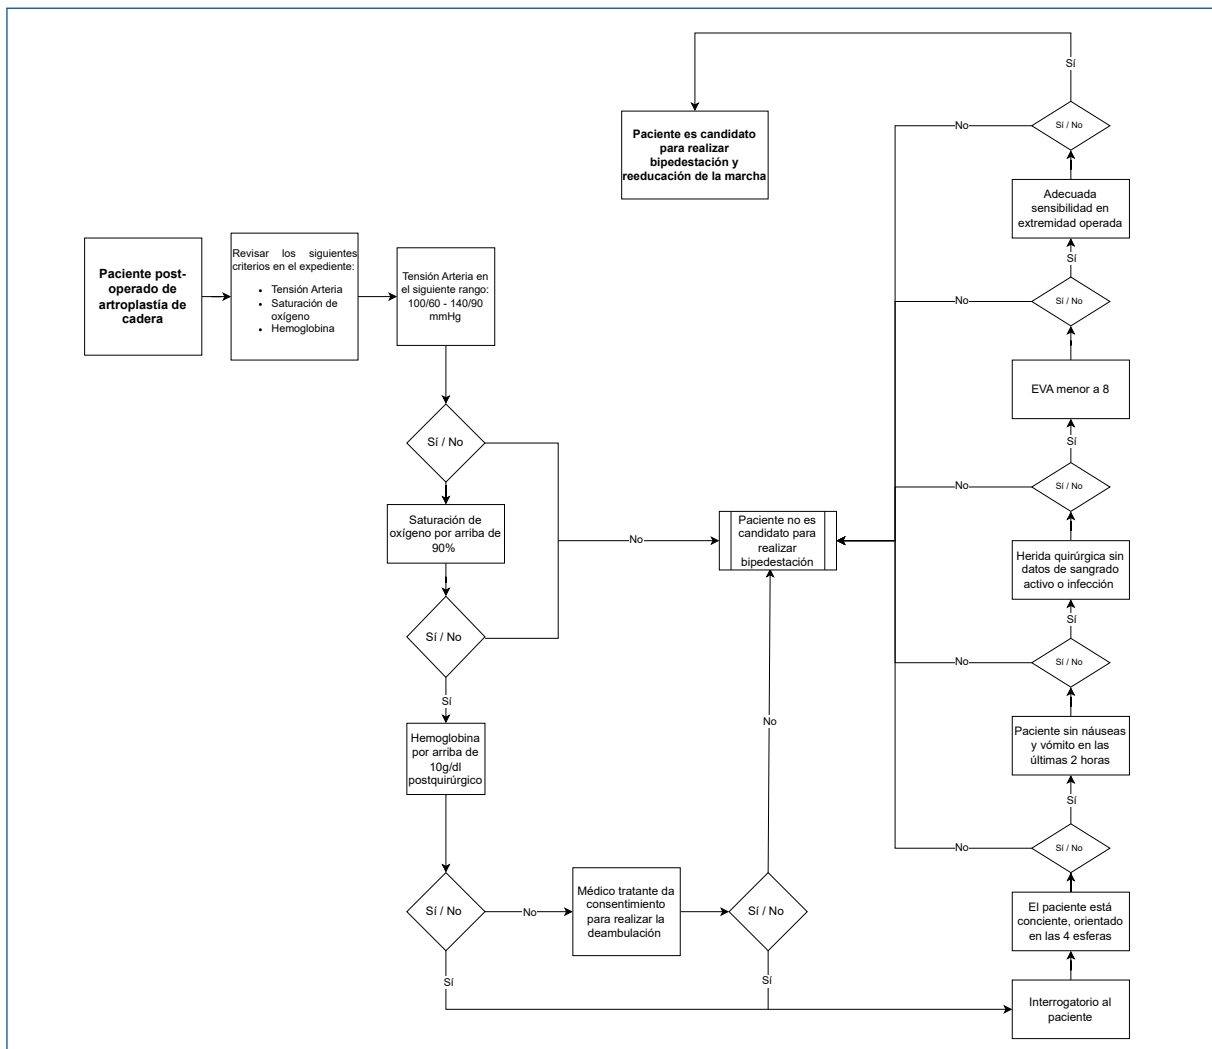 Paciente post-
operado de
artroplastía de
cadera
Revisar los siguientes
criterios en el expediente:
• Tensión Arteria
• Saturación de
oxígeno
• Hemoglobina
Tensión Arteria en
el siguiente rango:
100/60 - 140/90
mmHg
Sí / No
Saturación de
oxígeno por arriba de
90%
Sí / No
No
Sí
Hemoglobina
por arriba de
10g/dl
postquirúrgico
Sí / No
No
Sí
Médico tratante da
consentimiento
para realizar la
deambulación
Sí / No
No
Sí
Paciente no es
candidato para
realizar
bipedestación
Interrogatorio al
paciente
El paciente está
conciente, orientado
en las 4 esferas
Sí / No
No
Sí
Paciente sin náuseas
y vómito en las
últimas 2 horas
Sí / No
No
Sí
Herida quirúrgica sin
datos de sangrado
activo o infección
Sí / No
No
Sí
EVA menor a 8
Sí / No
No
Sí
Adecuada
sensibilidad en
extremidad operada
Sí / No
No
Sí
Paciente es candidato
para realizar
bipedestación y
reeducación de la marcha